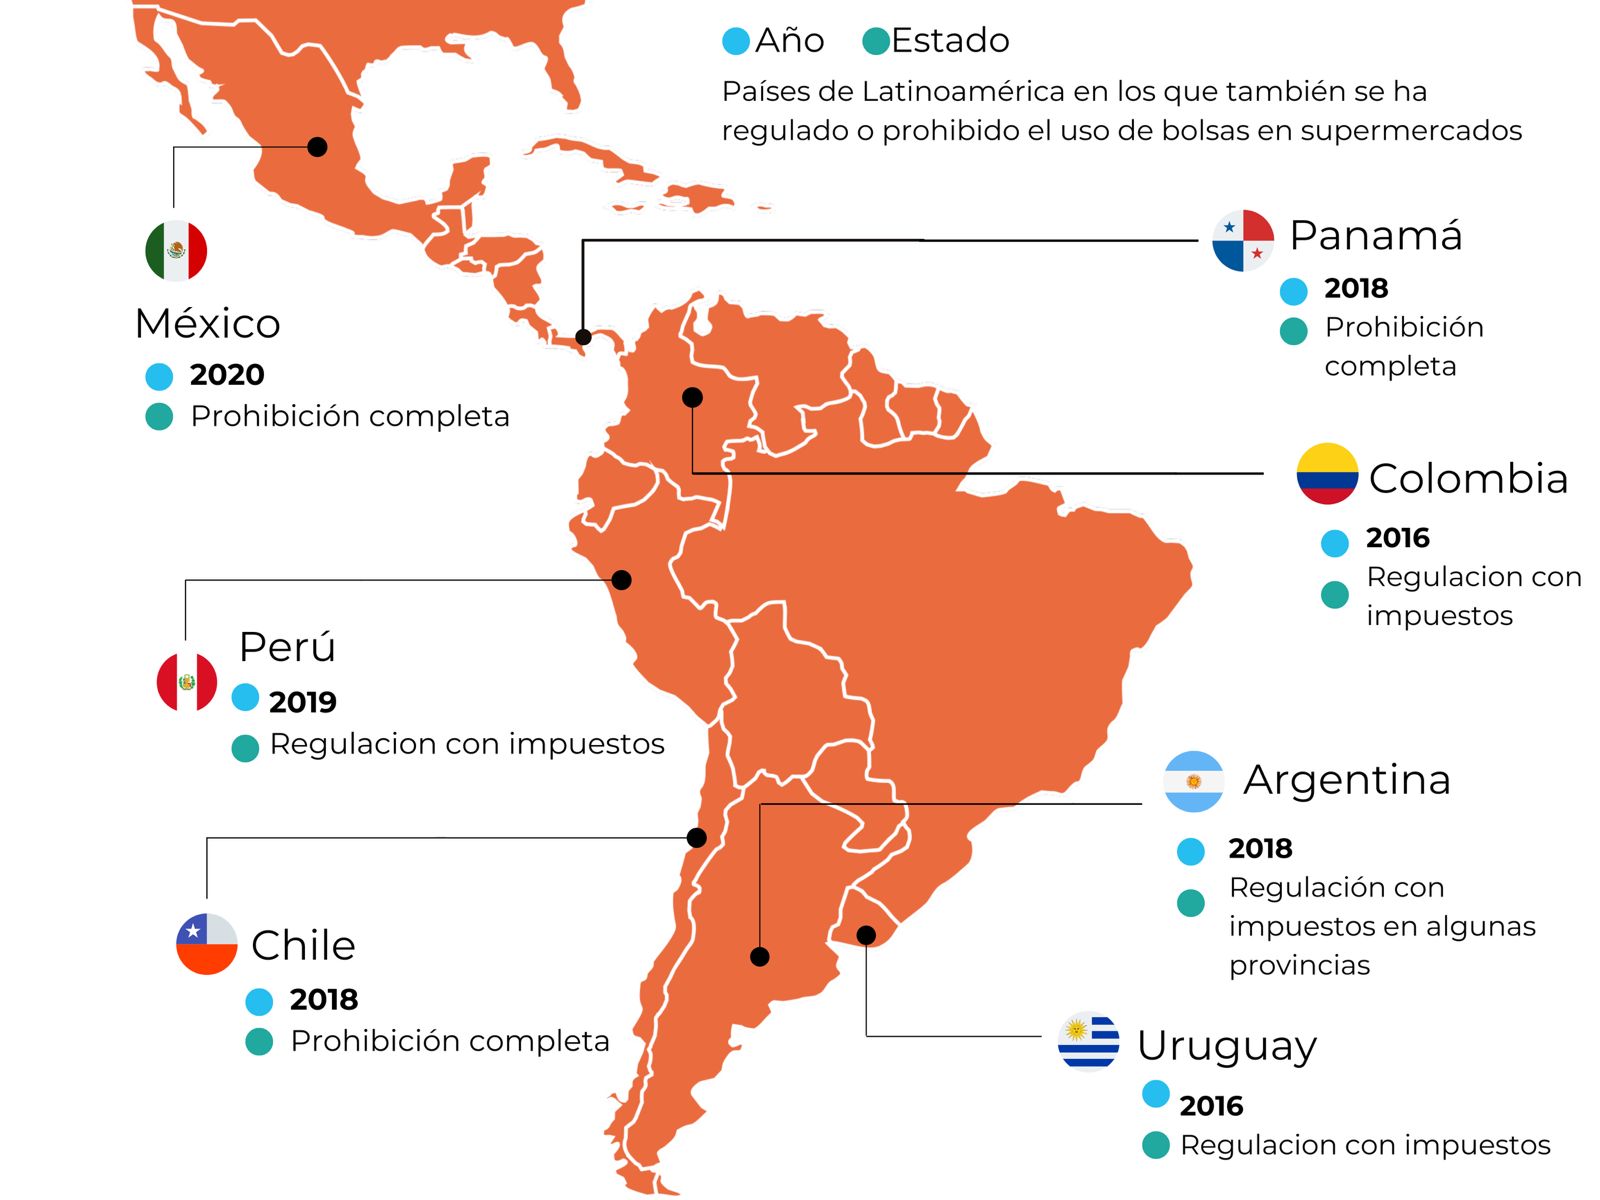 Año
Estado
Países de Latinoamérica en los que también se ha
regulado o prohibido el uso de bolsas en supermercados
México
2020
Prohibición completa
Panamá
2018
Prohibición
completa
Colombia
2016
Regulacion con
impuestos
Perú
2019
Regulacion con impuestos
Argentina
2018
Regulación con
impuestos en algunas
provincias
Chile
2018
Prohibición completa
Uruguay
2016
Regulacion con impuestos